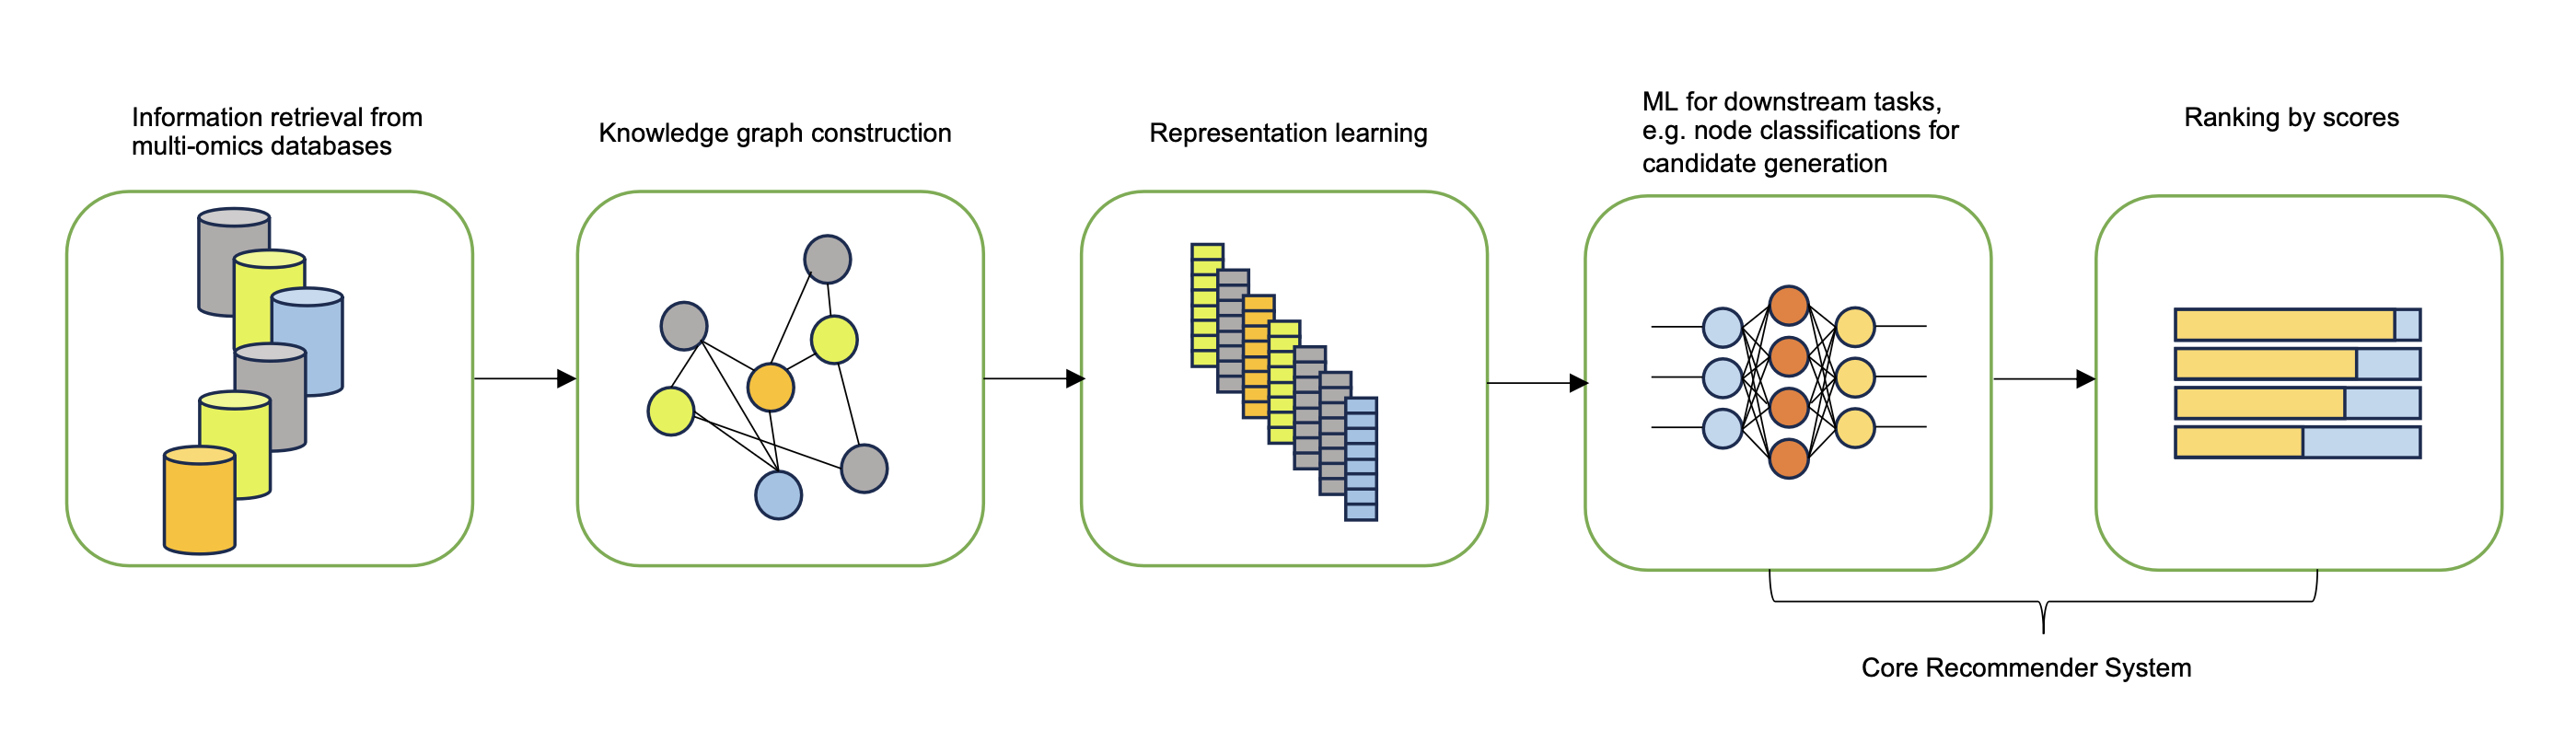 Information retrieval from
multi-omics databases
Knowledge graph construction
Representation learning
ML for downstream tasks,
e.g. node classifications for
candidate generation
Ranking by scores
Core Recommender System